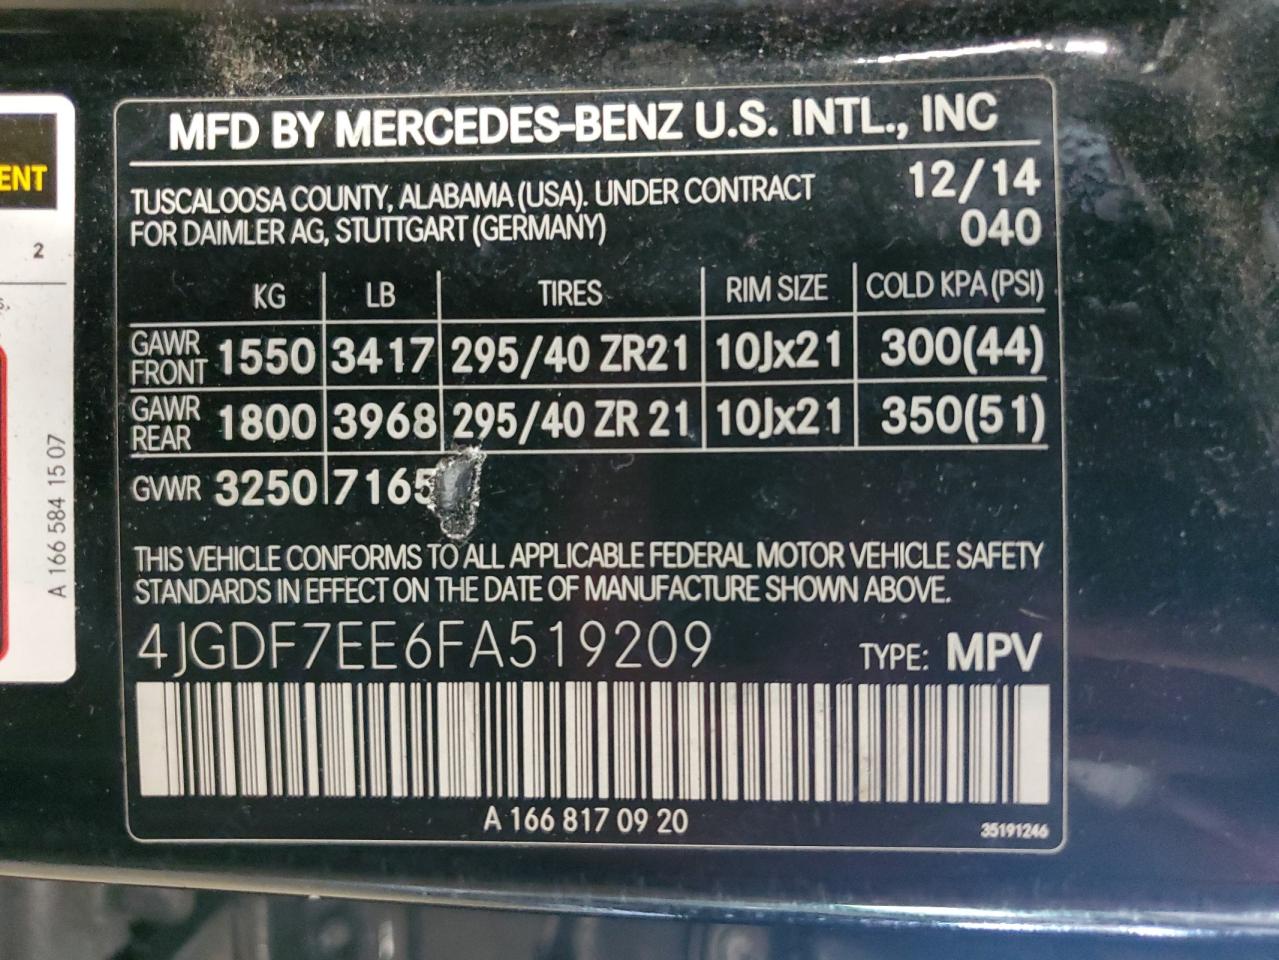 MFD BY MERCEDES-BENZ U.S. INTL., INC
TUSCALOOSA COUNTY, ALABAMA (USA). UNDER CONTRACT 12/14
FOR DAIMLER AG, STUTTGART (GERMANY) 040
KG LB TIRES RIM SIZE COLD KPA (PSI)
GAWR FRONT 1550 3417 295/40 ZR21 10Jx21 300(44)
GAWR REAR 1800 3968 295/40 ZR 21 10Jx21 350(51)
GVWR 3250 7165
THIS VEHICLE CONFORMS TO ALL APPLICABLE FEDERAL MOTOR VEHICLE SAFETY
STANDARDS IN EFFECT ON THE DATE OF MANUFACTURE SHOWN ABOVE.
4JGDF7EE6FA519209 TYPE: MPV
A 166 817 09 20
35191246
2
A 166 584 15 07